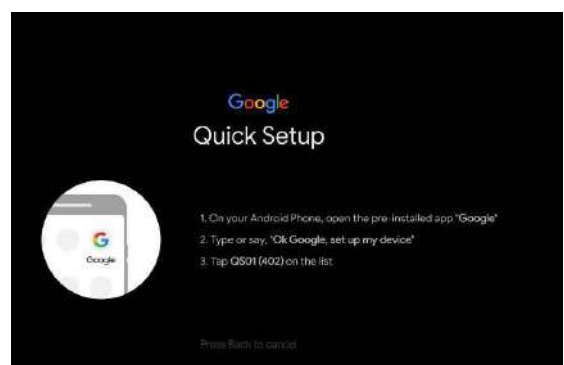 Google
Quick Setup
1. On your Android Phone, open the pre-installed app "Google"
2. Type or say, "Ok Google, set up my device"
3. Tap QS01 (402) on the list
Google
Press Back to cancel